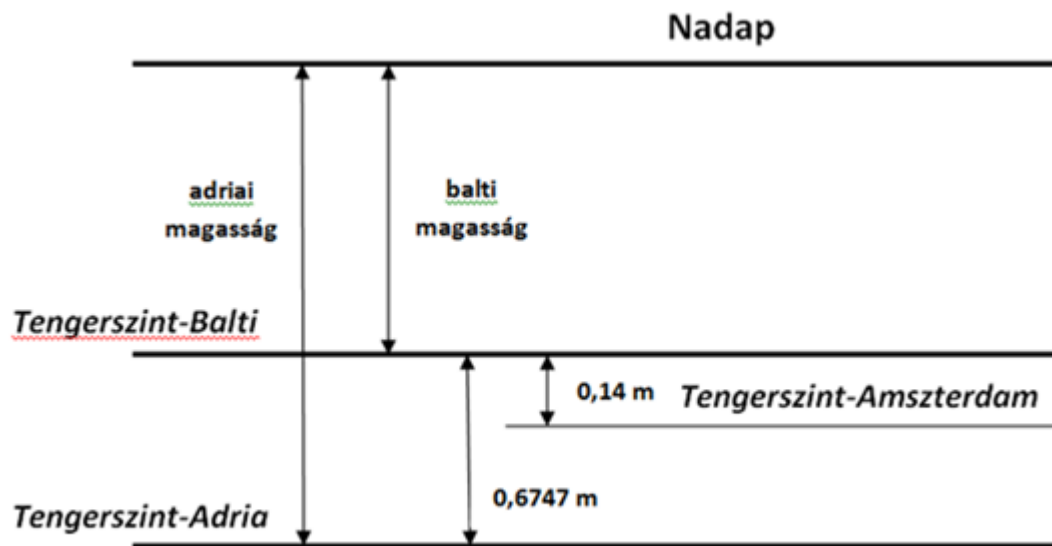 Nadap
adriai
magasság
balti
magasság
Tengerszint-Balti
0,14 m
Tengerszint-Amszterdam
0,6747 m
Tengerszint-Adria